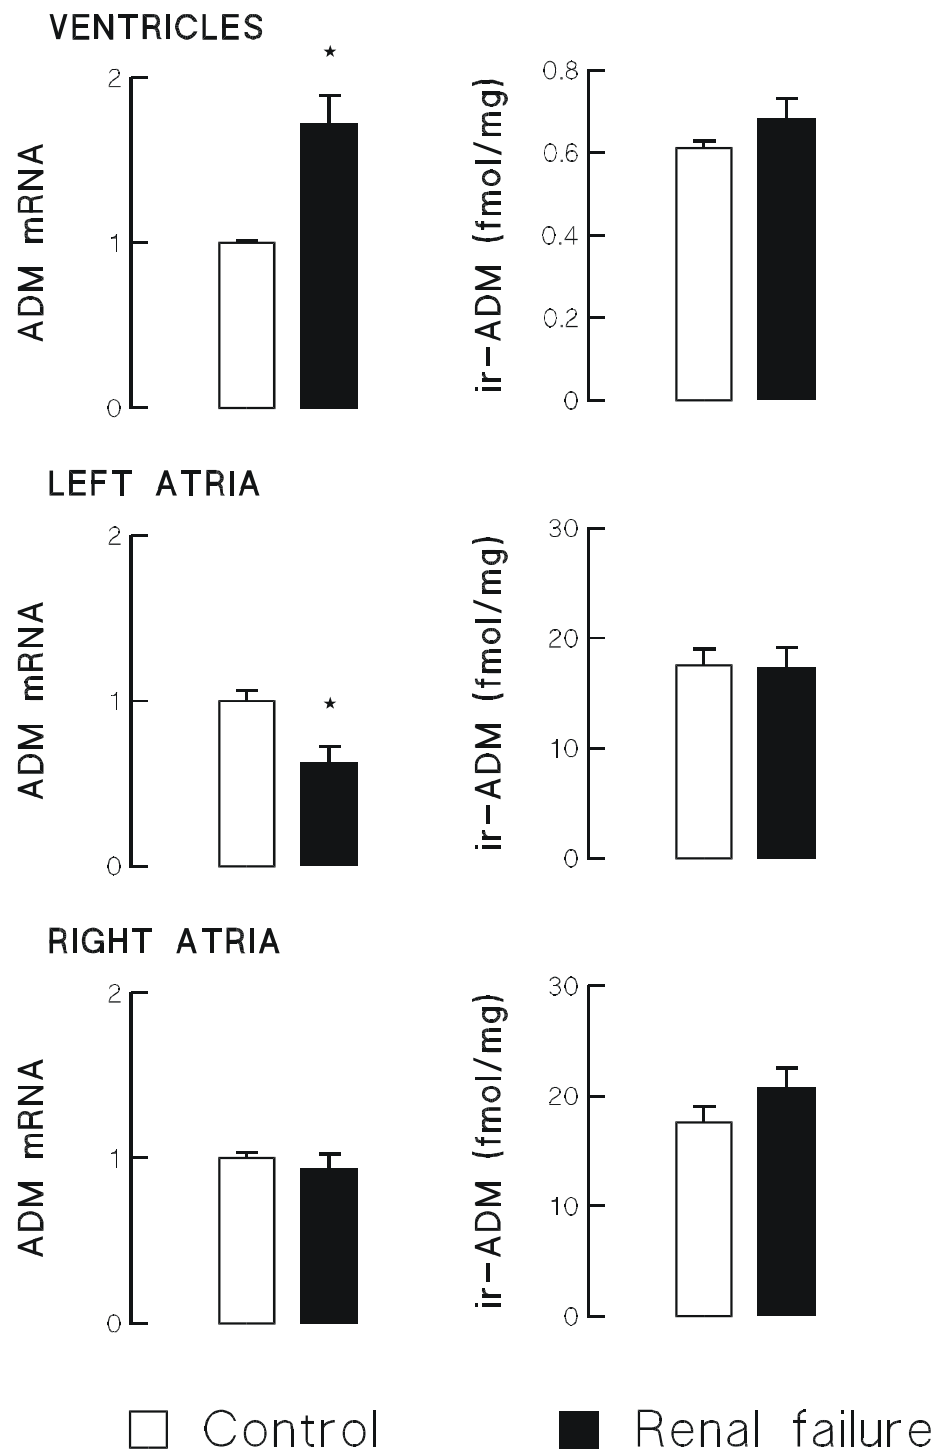 VENTRICLES
ADM mRNA
2
1
0
★
ir-ADM (fmol/mg)
0.8
0.6
0.4
0.2
0
LEFT ATRIA
ADM mRNA
2
1
0
★
ir-ADM (fmol/mg)
30
20
10
0
RIGHT ATRIA
ADM mRNA
2
1
0
ir-ADM (fmol/mg)
30
20
10
0
Control
Renal failure